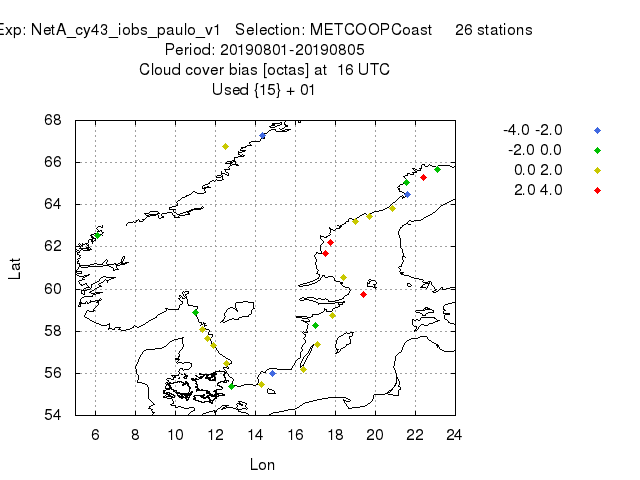 Exp: NetA_cy43_iobs_paulo_v1 Selection: METCOOPCoast 26 stations
Period: 20190801-20190805
Cloud cover bias [octas] at 16 UTC
Used {15} + 01
-4.0 -2.0
-2.0 0.0
0.0 2.0
2.0 4.0
Lat
68
66
64
62
60
58
56
54
6 8 10 12 14 16 18 20 22 24
Lon